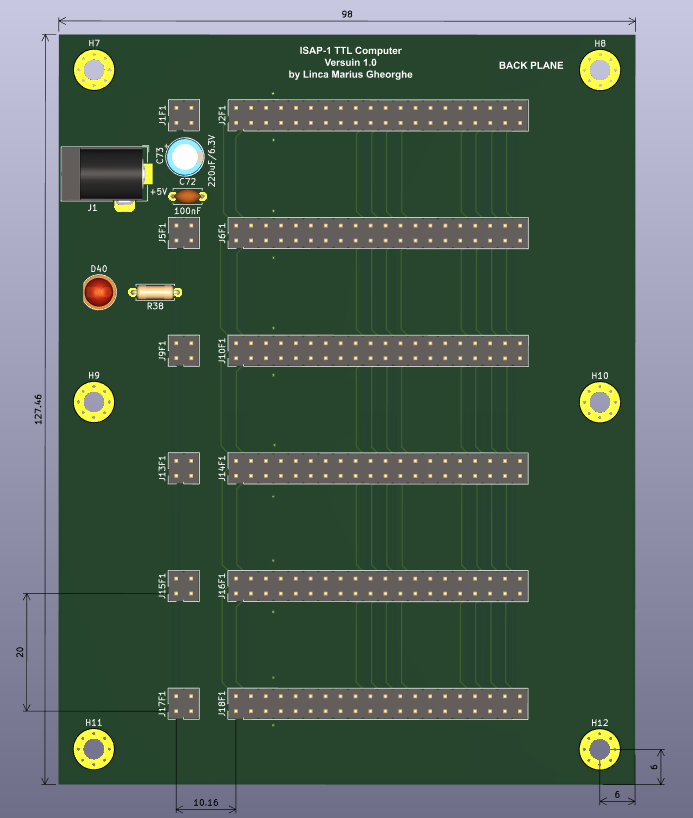 98
H7
ISAP-1 TTL Computer
Versuin 1.0
by Linca Marius Gheorghe
BACK PLANE
H8
J1F1
J2F1
C73
220uF/6.3V
C72
+5V
100nF
J1
J5F1
J6F1
D40
R38
J9F1
J10F1
H9
H10
127.46
J13F1
J14F1
J15F1
J16F1
20
J17F1
J18F1
H11
H12
6
6
10.16